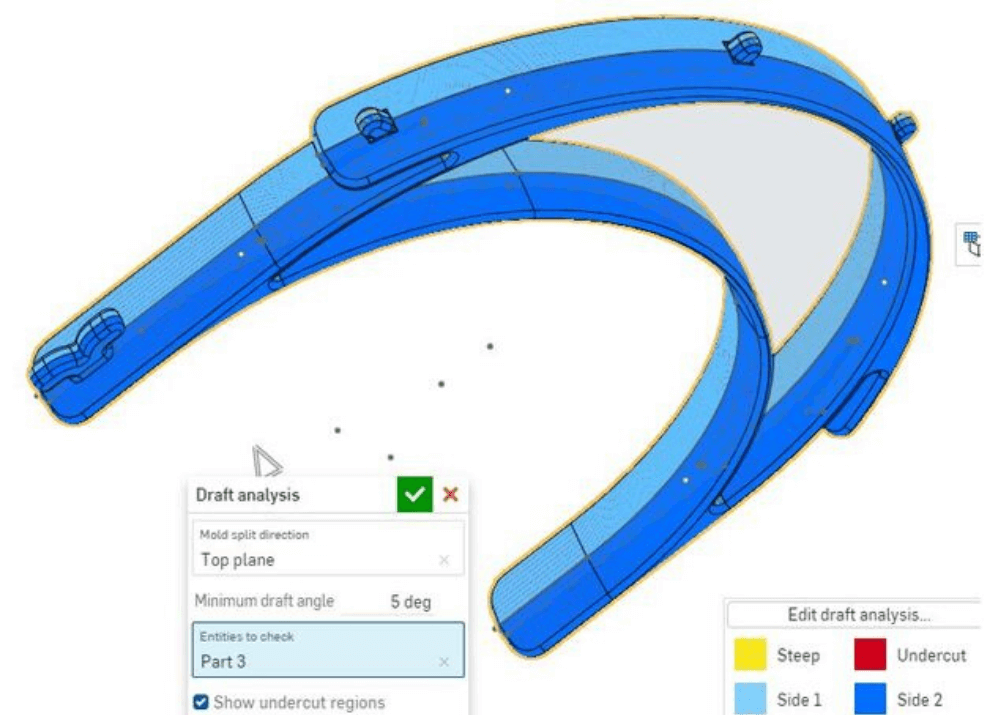 Draft analysis
Mold split direction
Top plane
Minimum draft angle 5 deg
Entities to check
Part 3
Show undercut regions
Edit draft analysis...
Steep Undercut
Side 1 Side 2